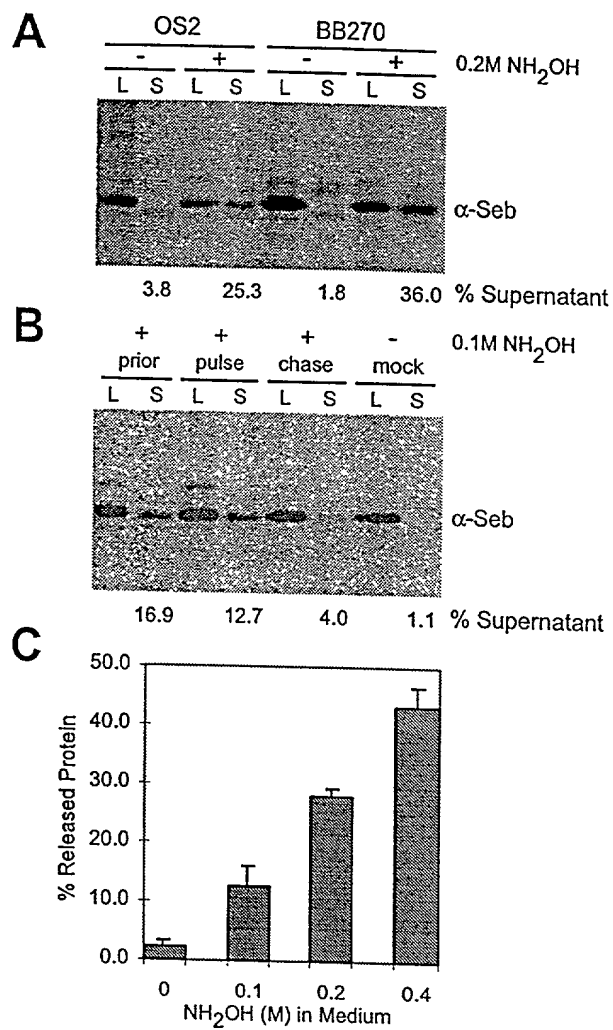 A
OS2 BB270
- + - + 0.2M NH2OH
L S L S L S L S
α-Seb
3.8 25.3 1.8 36.0 % Supernatant
B
+ + + - 0.1M NH2OH
prior pulse chase mock
L S L S L S L S
α-Seb
16.9 12.7 4.0 1.1 % Supernatant
C
50.0
40.0
30.0
20.0
10.0
0.0
% Released Protein
0 0.1 0.2 0.4
NH2OH (M) in Medium